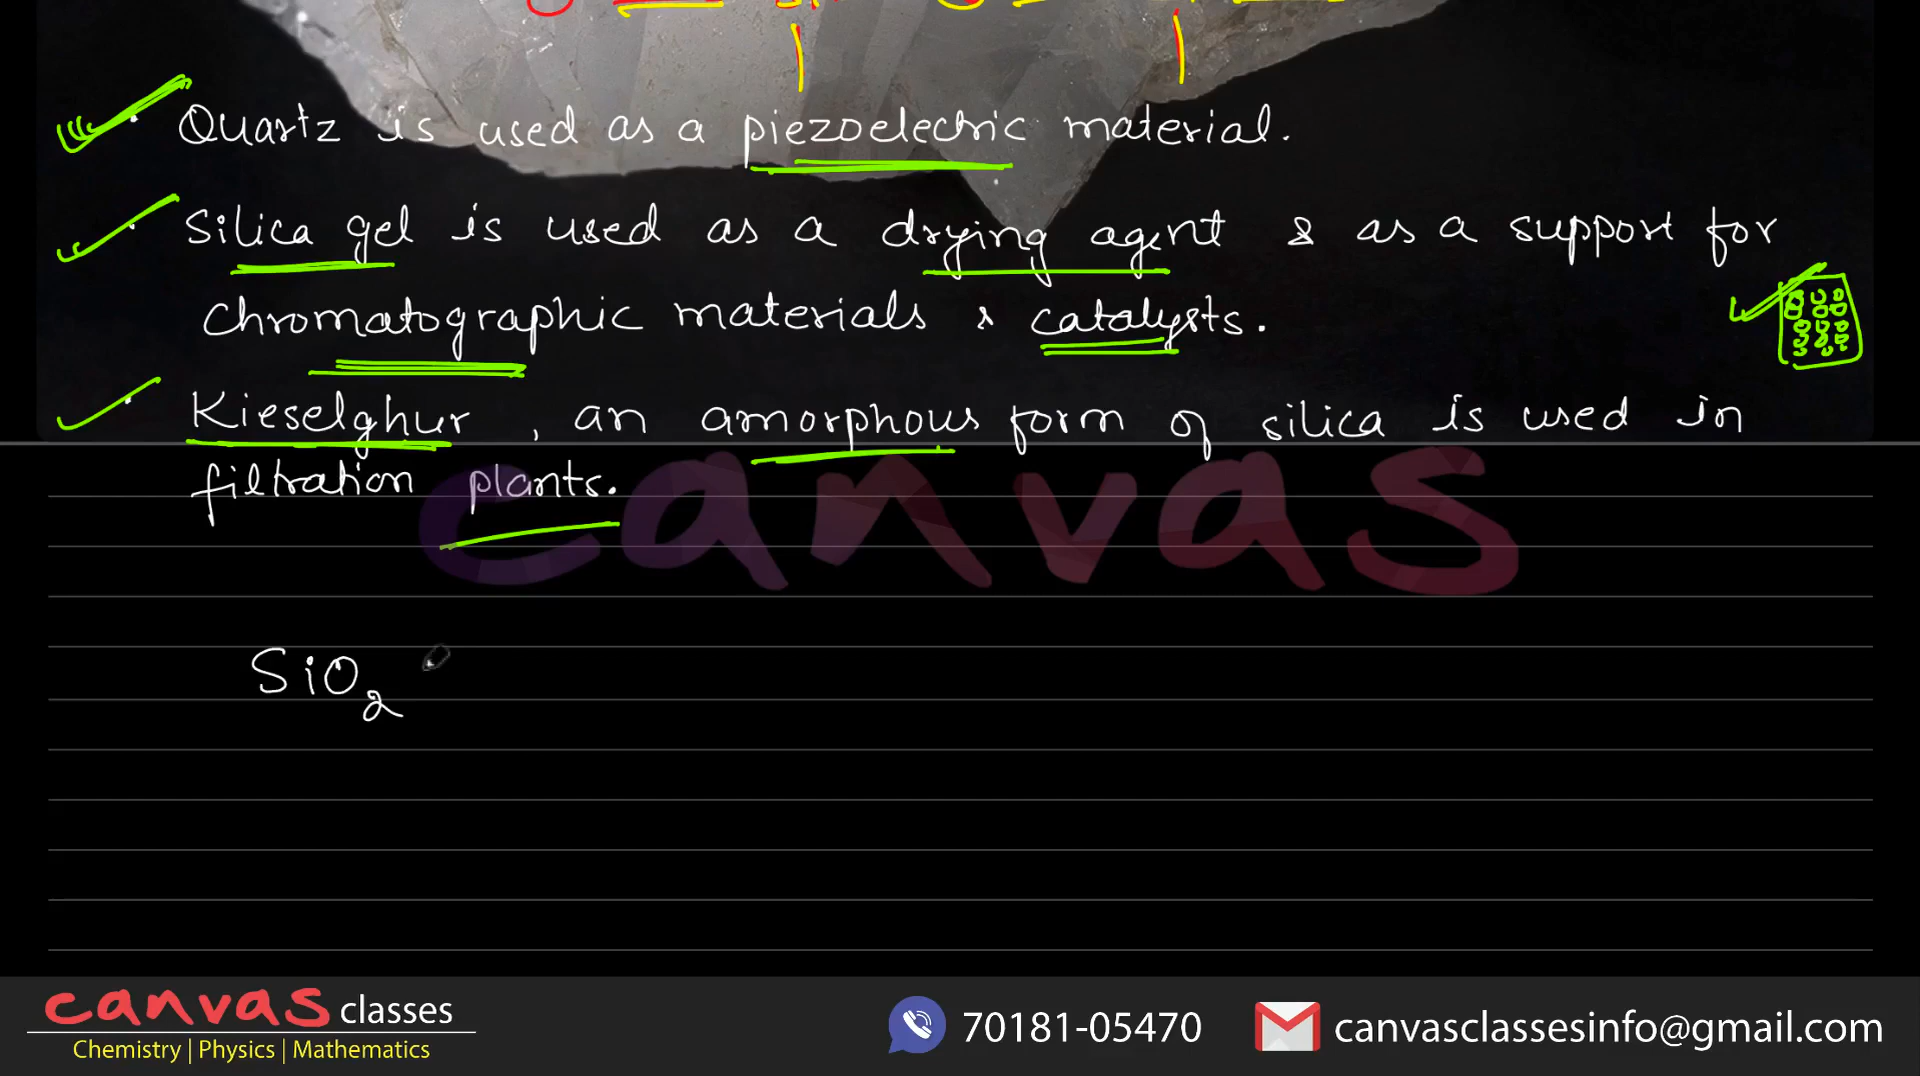 Quartz is used as a piezoelectric material.
Silica gel is used as a drying agent & as a support for
chromatographic materials & catalysts.
Kieselghur, an amorphous form of silica is used in
filtration plants.
canvas
SiO₂
canvas classes
Chemistry | Physics | Mathematics
70181-05470
canvasclassesinfo@gmail.com